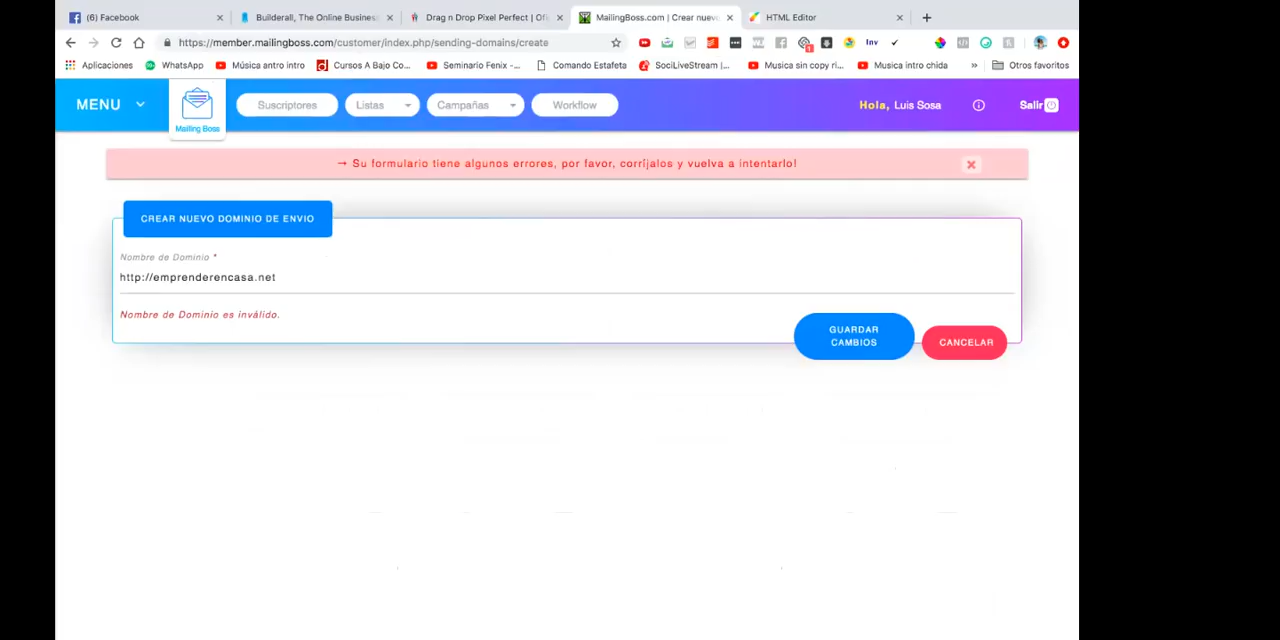 (6) Facebook
Builderall, The Online Busines
Drag n Drop Pixel Perfect | Of
MailingBoss.com | Crear nuevo
HTML Editor
https://member.mailingboss.com/customer/index.php/sending-domains/create
Inv
Aplicaciones
WhatsApp
Música antro intro
Cursos A Bajo Co...
Seminario Fenix -...
Comando Estafeta
SociLiveStream |...
Musica sin copy ri...
Musica intro chida
»
Otros favoritos
MENU
Mailing Boss
Suscriptores
Listas
Campañas
Workflow
Hola, Luis Sosa
Salir
→ Su formulario tiene algunos errores, por favor, corríjalos y vuelva a intentarlo!
CREAR NUEVO DOMINIO DE ENVIO
Nombre de Dominio *
http://emprenderencasa.net
Nombre de Dominio es inválido.
GUARDAR
CAMBIOS
CANCELAR